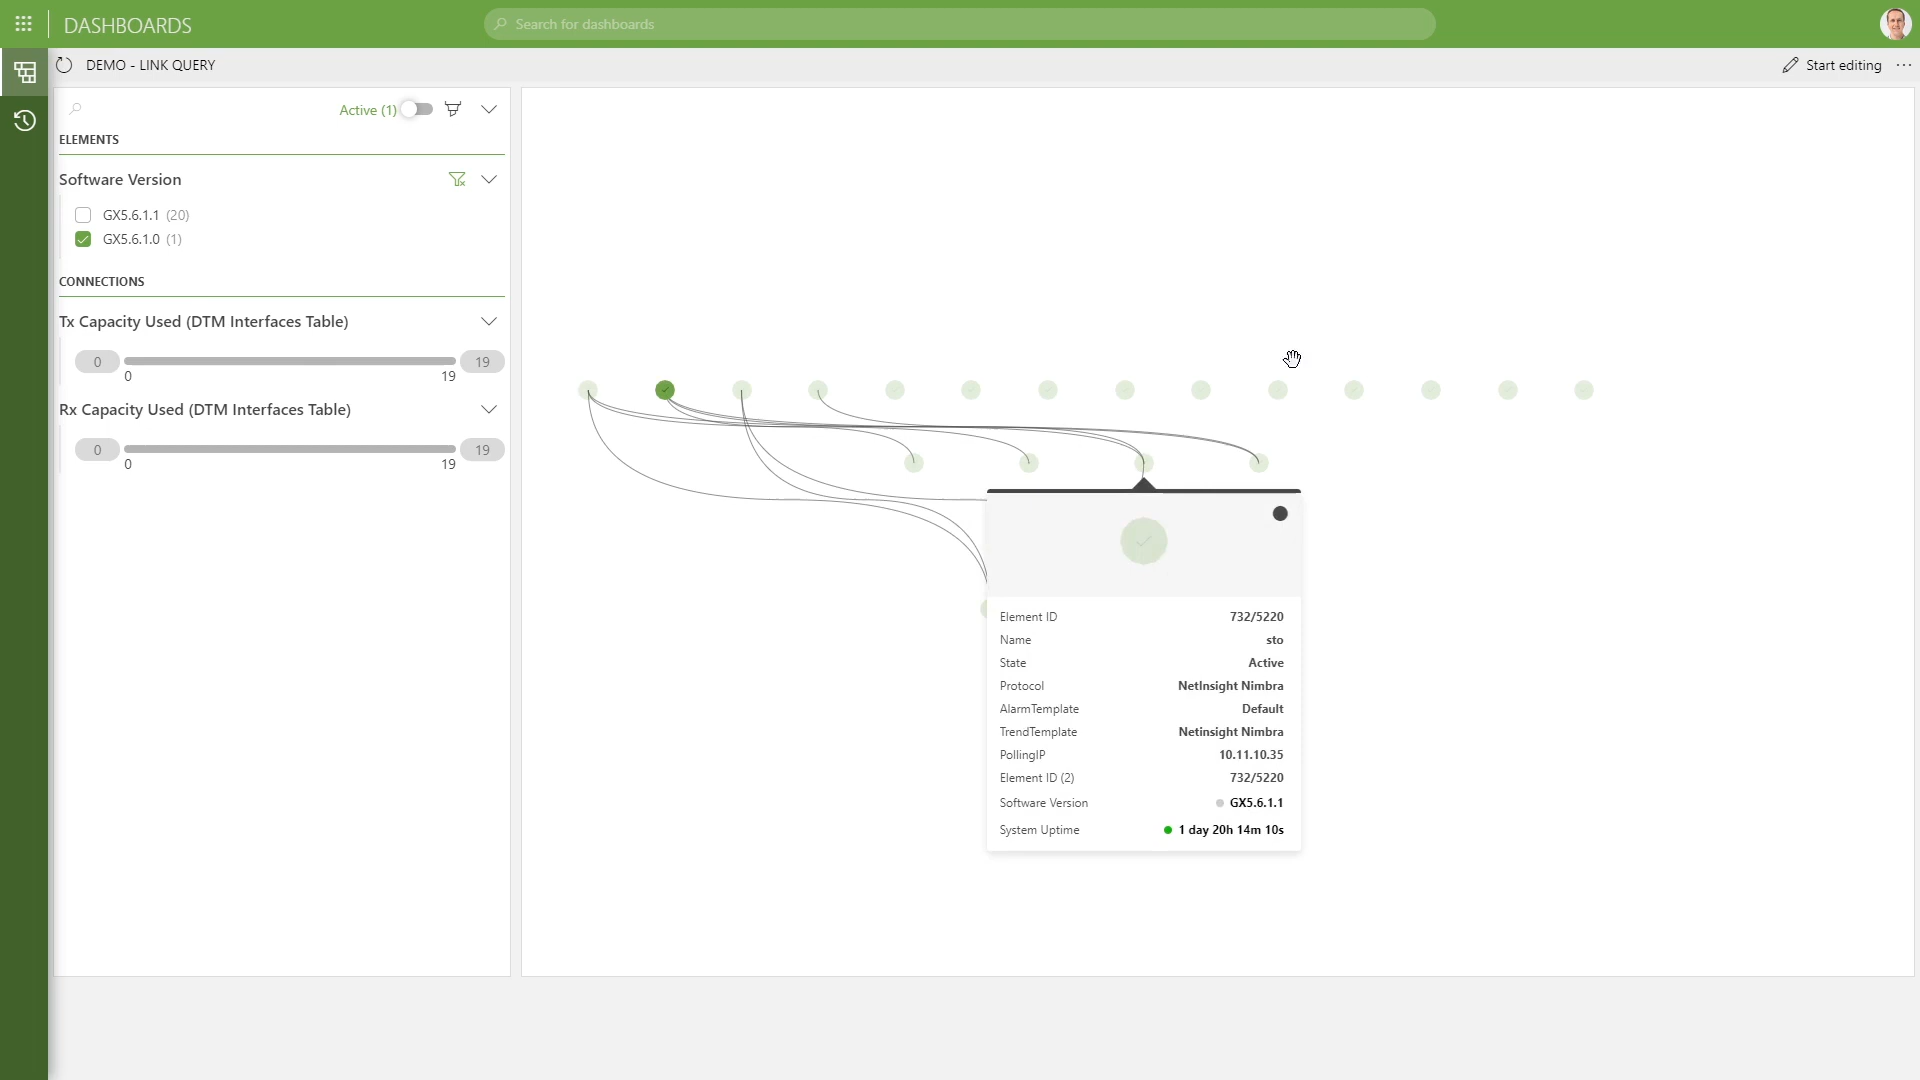 DASHBOARDS
Search for dashboards
DEMO - LINK QUERY
Start editing
Active (1)
ELEMENTS
Software Version
GX5.6.1.1 (20)
GX5.6.1.0 (1)
CONNECTIONS
Tx Capacity Used (DTM Interfaces Table)
0 19
0 19
Rx Capacity Used (DTM Interfaces Table)
0 19
0 19
Element ID 732/5220
Name sto
State Active
Protocol NetInsight Nimbra
AlarmTemplate Default
TrendTemplate Netinsight Nimbra
PollingIP 10.11.10.35
Element ID (2) 732/5220
Software Version GX5.6.1.1
System Uptime 1 day 20h 14m 10s